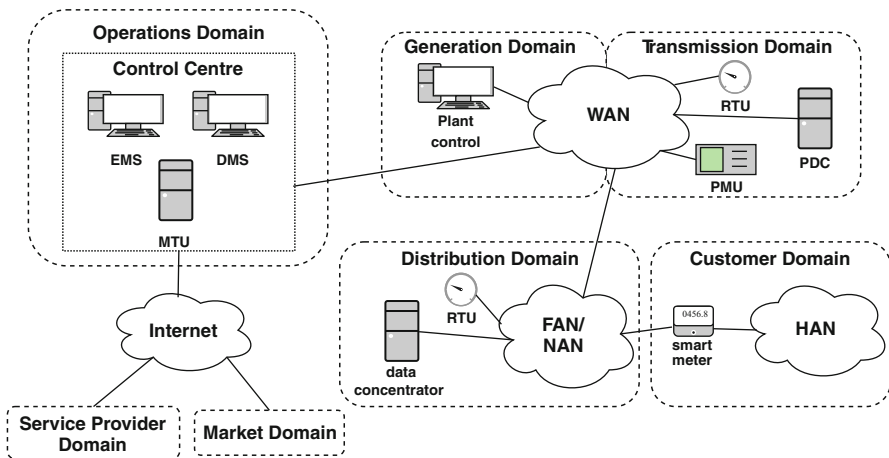 Operations Domain
Control Centre
EMS
DMS
MTU
Generation Domain
Plant
control
WAN
Transmission Domain
RTU
PDC
PMU
Distribution Domain
RTU
data
concentrator
FAN/
NAN
Customer Domain
0456.8
smart
meter
HAN
Internet
Service Provider
Domain
Market Domain